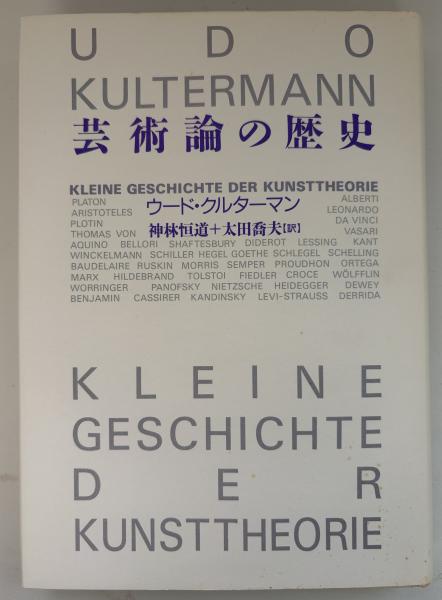 UDO
KULTERMANN
芸術論の歴史
KLEINE GESCHICHTE DER KUNSTTHEORIE
PLATON ウード・クルターマン ALBERTI
ARISTOTELES LEONARDO
PLOTIN 神林恒道+太田喬夫【訳】 DA VINCI
THOMAS VON VASARI
AQUINO BELLORI SHAFTESBURY DIDEROT LESSING KANT
WINCKELMANN SCHILLER HEGEL GOETHE SCHLEGEL SCHELLING
BAUDELAIRE RUSKIN MORRIS SEMPER PROUDHON ORTEGA
MARX HILDEBRAND TOLSTOI FIEDLER CROCE WÖLFFLIN
WORRINGER PANOFSKY NIETZSCHE HEIDEGGER DEWEY
BENJAMIN CASSIRER KANDINSKY LEVI-STRAUSS DERRIDA
KLEINE
GESCHICHTE
DER
KUNSTTHEORIE